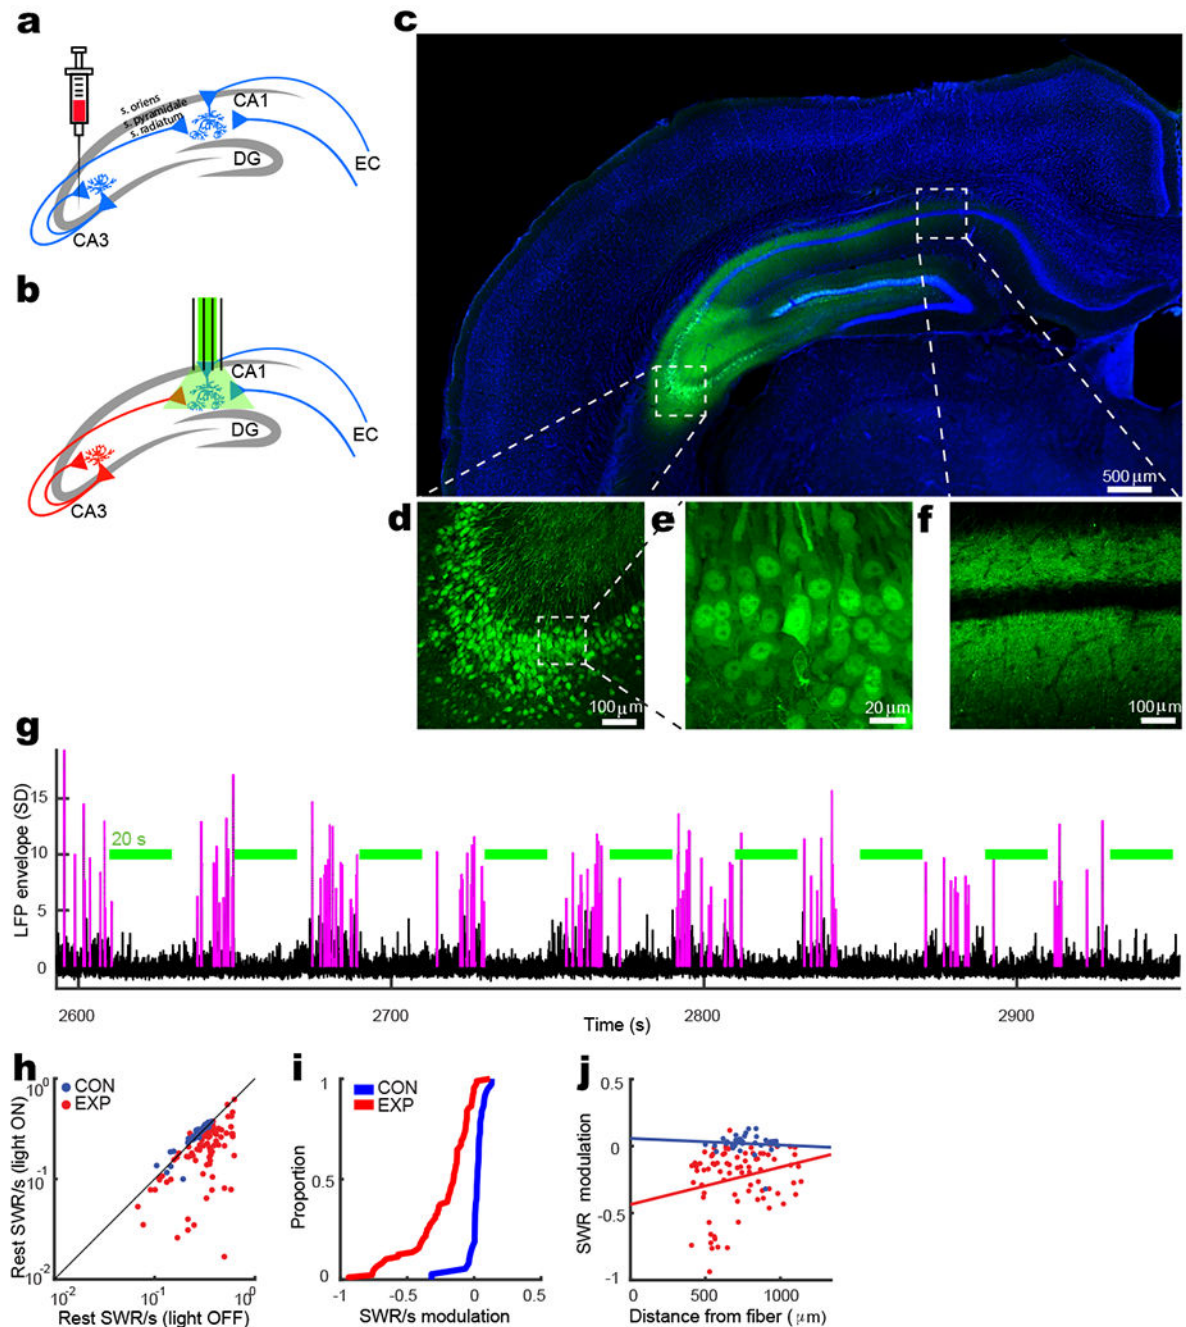 a
s. oriens
s. pyramidale
s. radiatum
CA1
DG
EC
CA3
b
CA1
DG
EC
CA3
c
500 μm
d
100 μm
e
20 μm
f
100 μm
g
LFP envelope (SD)
15
10
5
0
20 s
2600
2700
2800
2900
Time (s)
h
CON
EXP
Rest SWR/s (light ON)
10^0
10^-1
10^-2
10^-2
10^-1
10^0
Rest SWR/s (light OFF)
i
CON
EXP
Proportion
1
0.5
0
-1
-0.5
0
0.5
SWR/s modulation
j
SWR modulation
0.5
0
-0.5
-1
0
500
1000
Distance from fiber (μm)